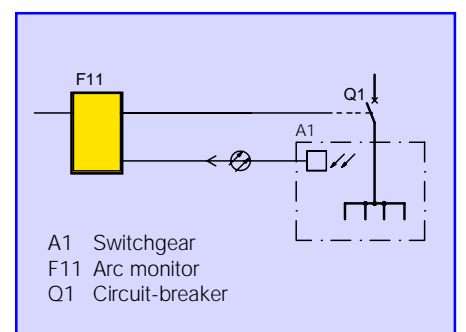 F11
Q1
A1
A1 Switchgear
F11 Arc monitor
Q1 Circuit-breaker